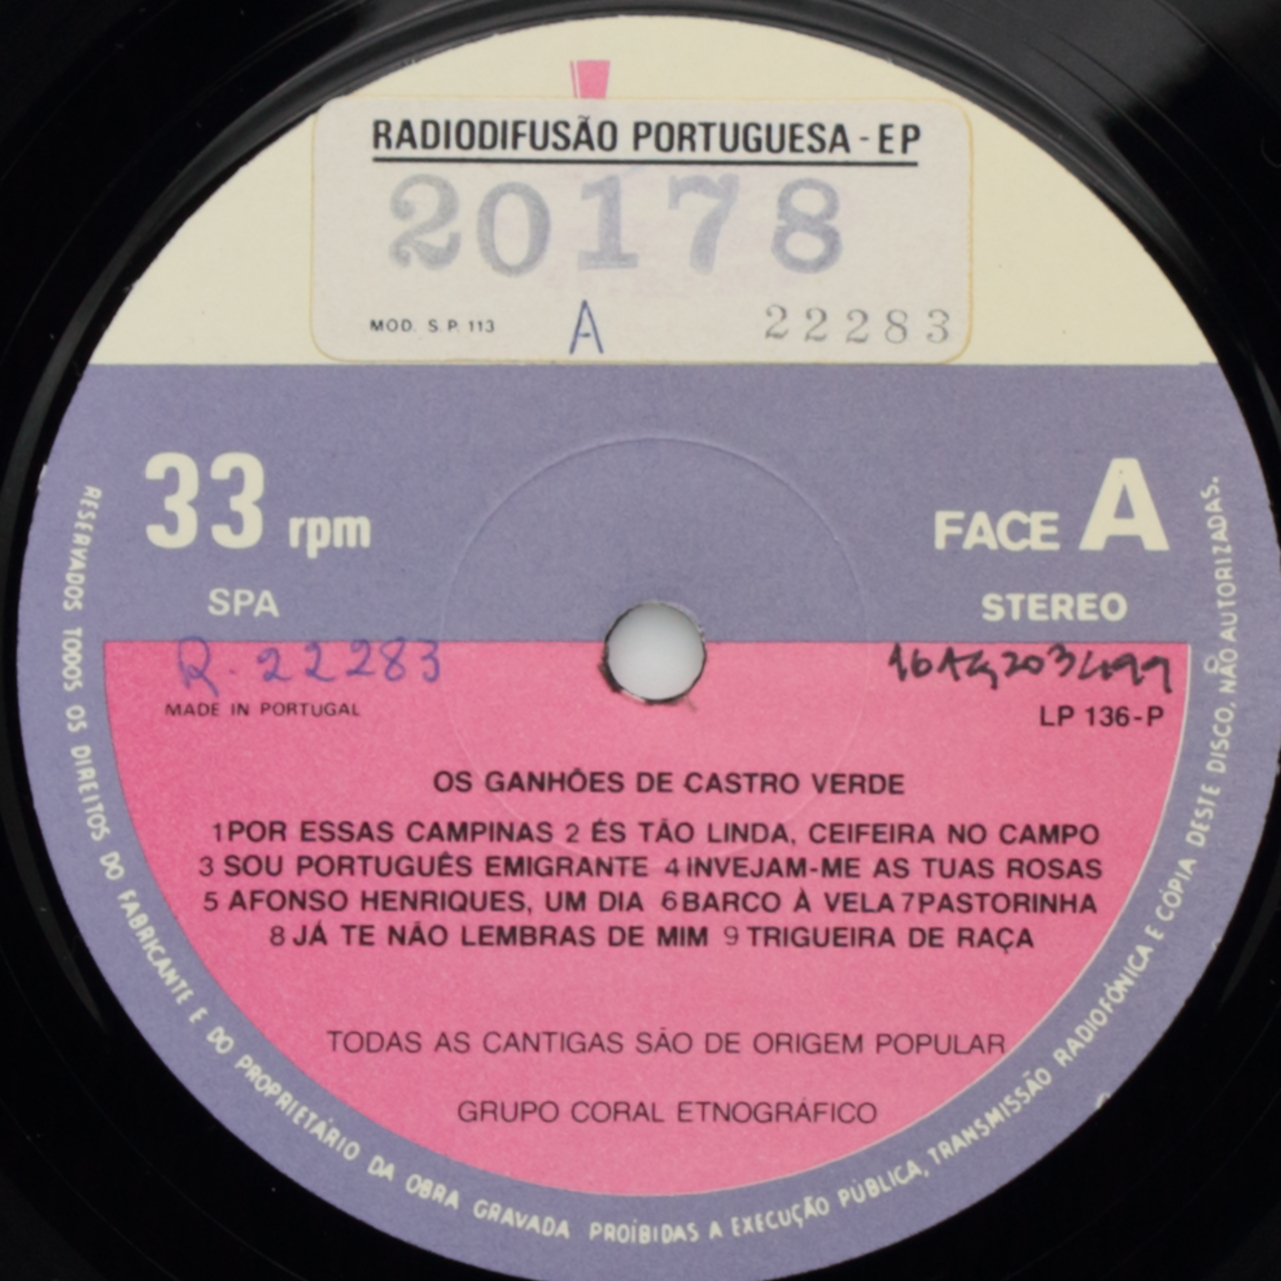 RADIODIFUSÃO PORTUGUESA - EP
20178
MOD. S.P. 113 A 22283
33 rpm FACE A
SPA STEREO
R. 22283
MADE IN PORTUGAL
LP 136-P
OS GANHÕES DE CASTRO VERDE
1 POR ESSAS CAMPINAS 2 ÉS TÃO LINDA, CEIFEIRA NO CAMPO
3 SOU PORTUGUÊS EMIGRANTE 4 INVEJAM-ME AS TUAS ROSAS
5 AFONSO HENRIQUES, UM DIA 6 BARCO À VELA 7 PASTORINHA
8 JÁ TE NÃO LEMBRAS DE MIM 9 TRIGUEIRA DE RAÇA
TODAS AS CANTIGAS SÃO DE ORIGEM POPULAR
GRUPO CORAL ETNOGRÁFICO
RESERVADOS TODOS OS DIREITOS DO FABRICANTE E DO PROPRIETÁRIO DA OBRA GRAVADA PROÍBIDAS A EXECUÇÃO PÚBLICA, TRANSMISSÃO RADIOFÓNICA E CÓPIA DESTE DISCO, NÃO AUTORIZADAS.